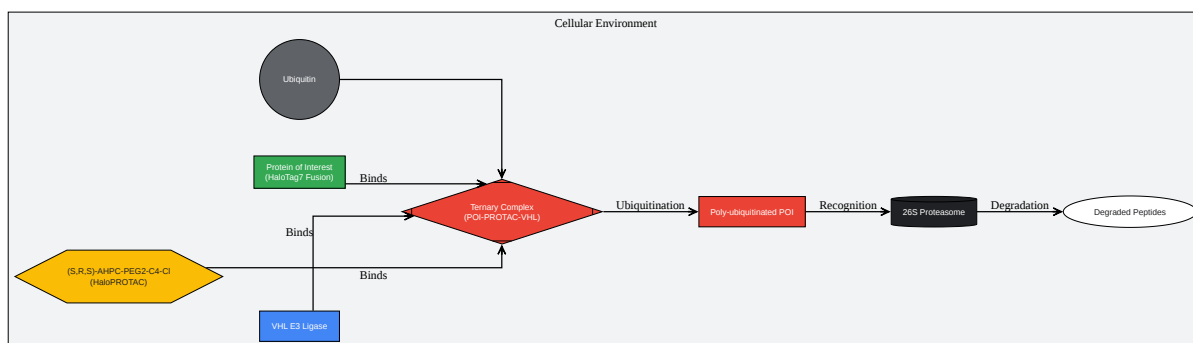 Cellular Environment
Ubiquitin
Protein of Interest
(HaloTag7 Fusion)
Binds
Ternary Complex
(POI-PROTAC-VHL)
Ubiquitination
Poly-ubiquitinated POI
Recognition
26S Proteasome
Degradation
Degraded Peptides
Binds
(S,R,S)-AHPC-PEG2-C4-Cl
(HaloPROTAC)
Binds
VHL E3 Ligase